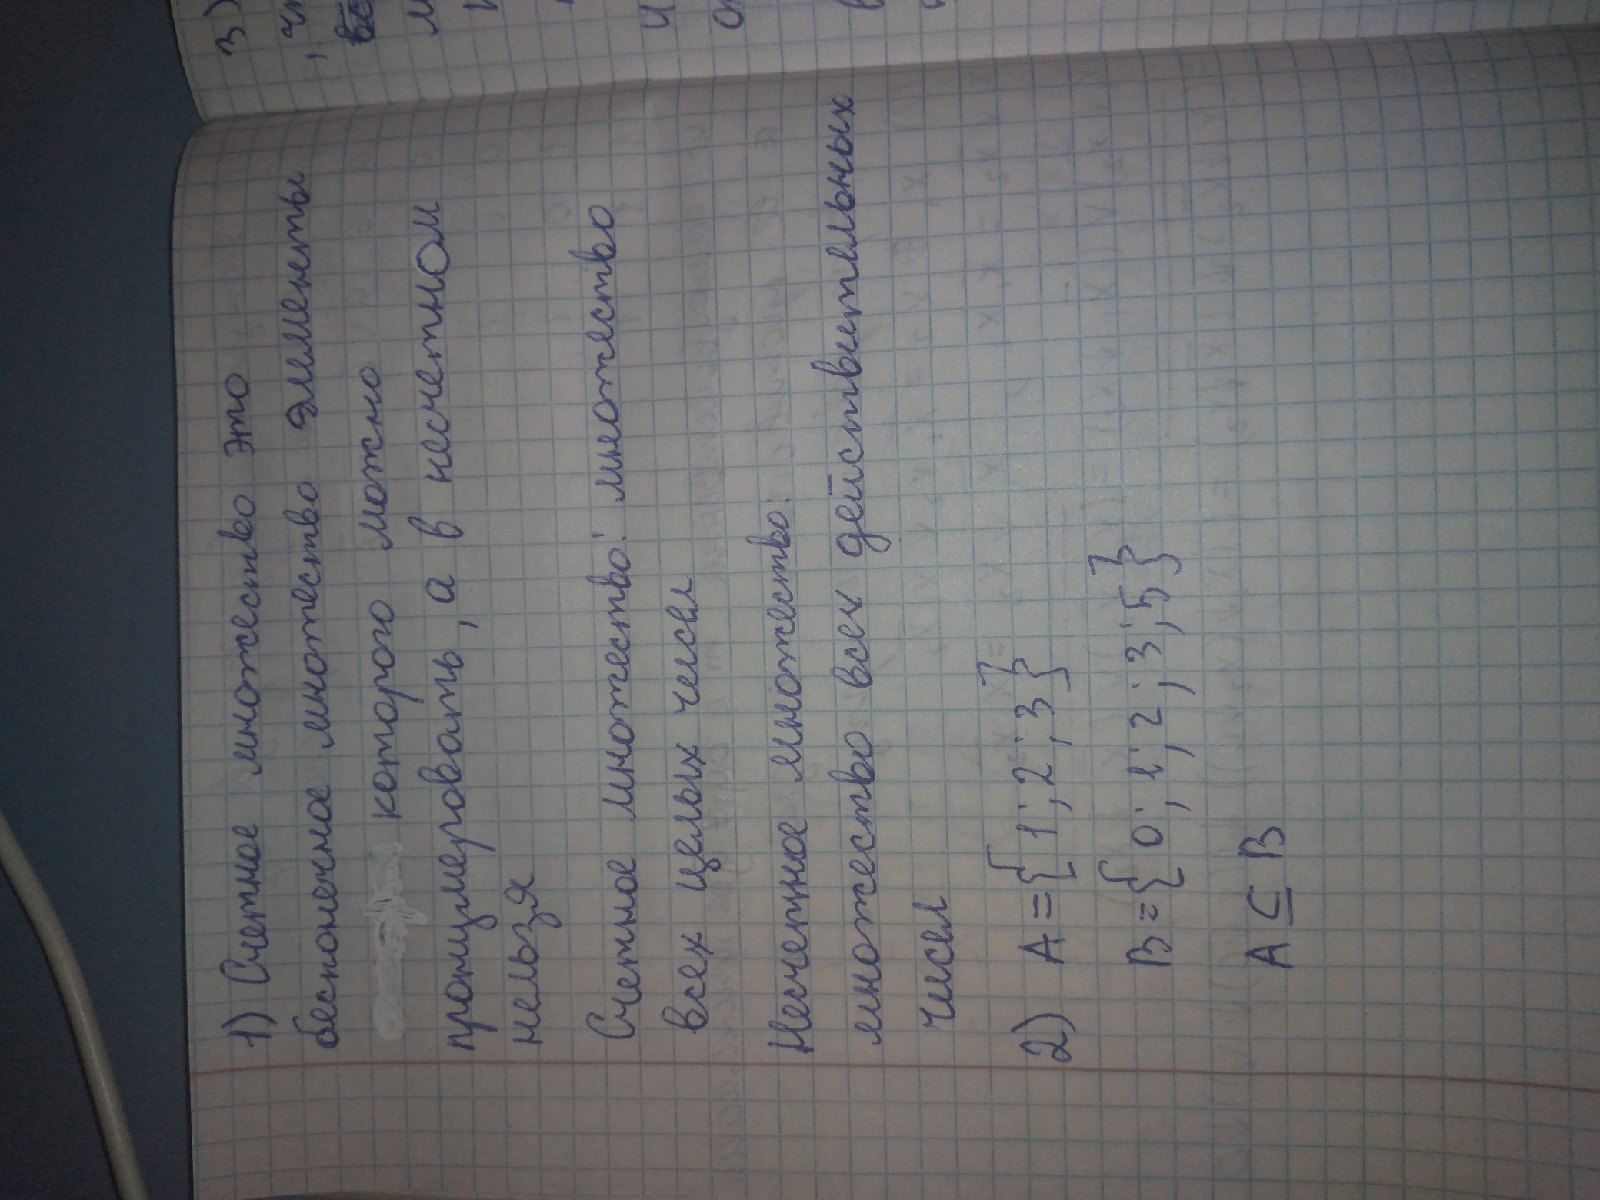 1) Счетное множество это
бесконечное множество элементы
которого можно
пронумеровать, а в несчетном
нельзя
Счетное множество: множество
всех целых чисел
Несчетное множество:
множество всех действительных
чисел
2) A={1;2;3}
B={0;1;2;3;5}
A⊆B
3)